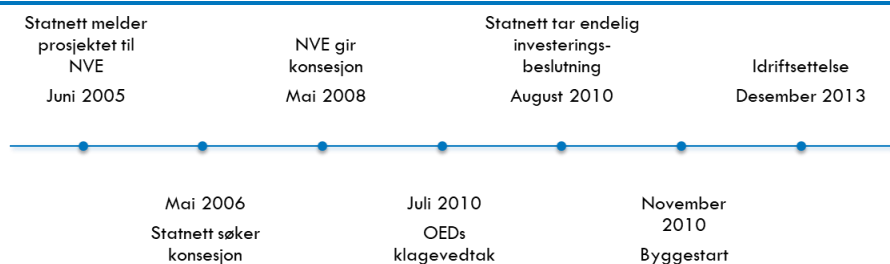 Statnett melder
prosjektet til
NVE
Juni 2005
Mai 2006
Statnett søker
konsesjon
NVE gir
konsesjon
Mai 2008
Juli 2010
OEDs
klagevedtak
Statnett tar endelig
investerings-
beslutning
August 2010
November
2010
Byggestart
Idriftsettelse
Desember 2013